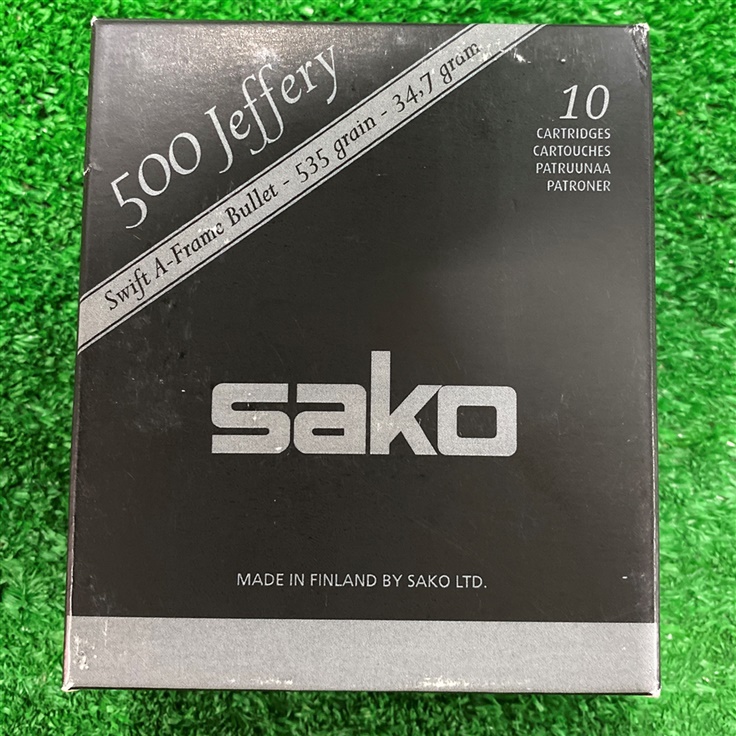 500 Jeffery
Swift A-Frame Bullet - 535 grain - 34,7 gram
10
CARTRIDGES
CARTOUCHES
PATRUUNAA
PATRONER
sako
MADE IN FINLAND BY SAKO LTD.